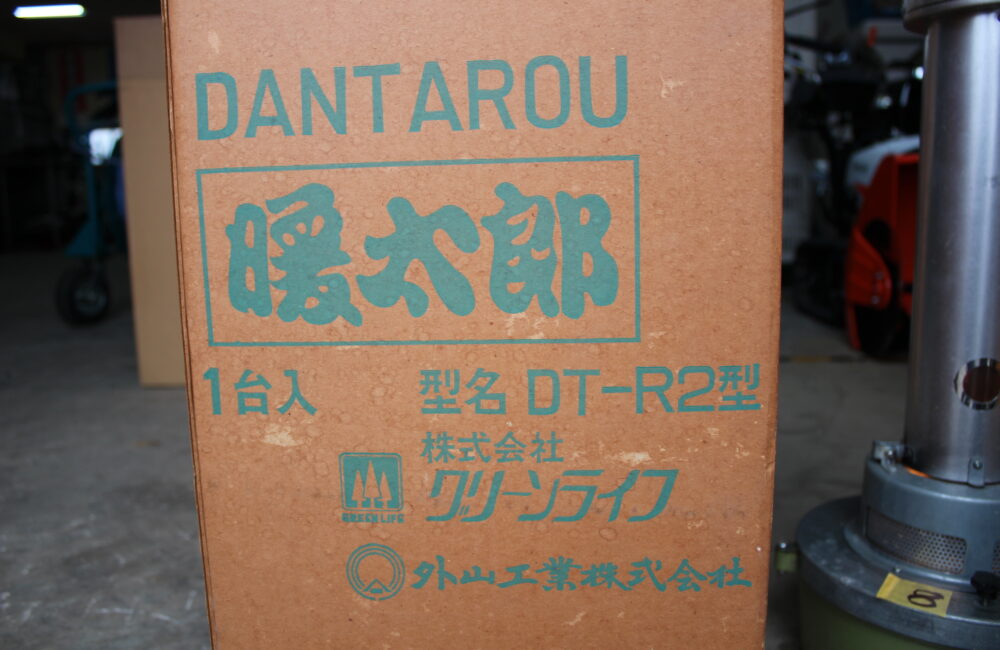 DANTAROU
暖太郎
1台入 型名 DT-R2型
株式会社
グリーンライフ
GREEN LIFE
外山工業株式会社
8